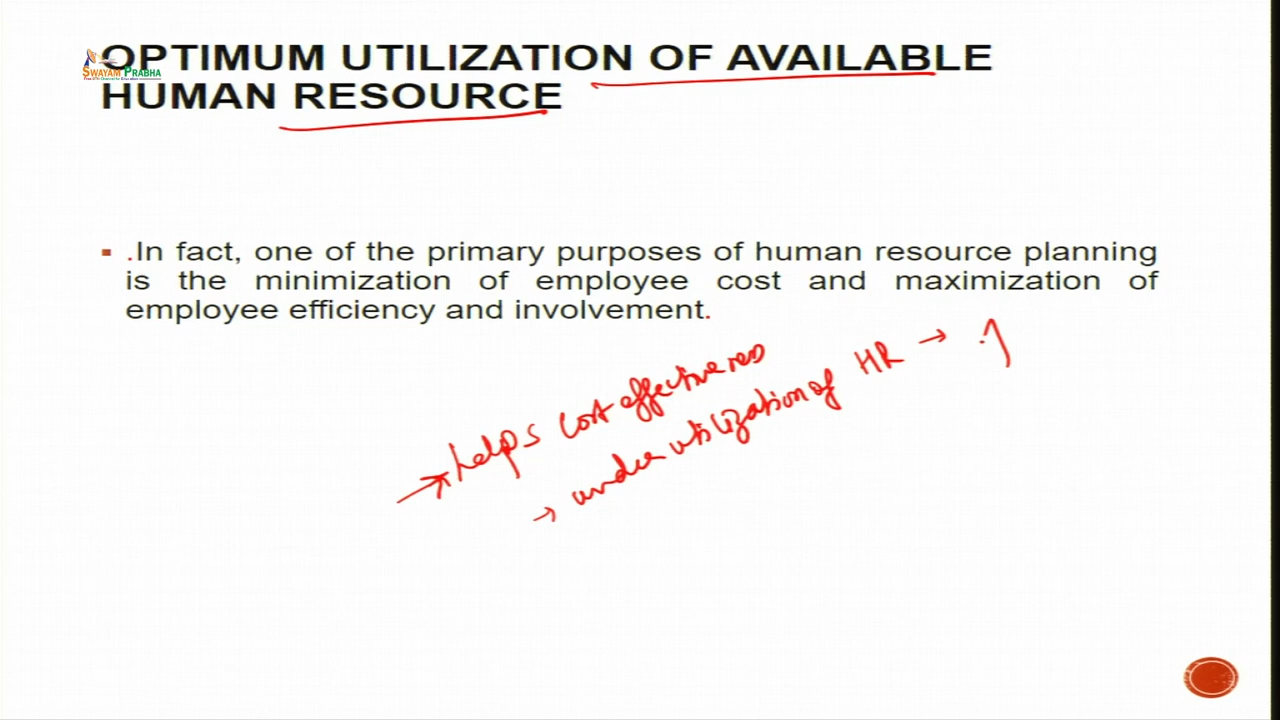 OPTIMUM UTILIZATION OF AVAILABLE
SWAYAM PRABHA
HUMAN RESOURCE
.In fact, one of the primary purposes of human resource planning
is the minimization of employee cost and maximization of
employee efficiency and involvement.
→ helps cost effectiveness
→ under utilization of HR →